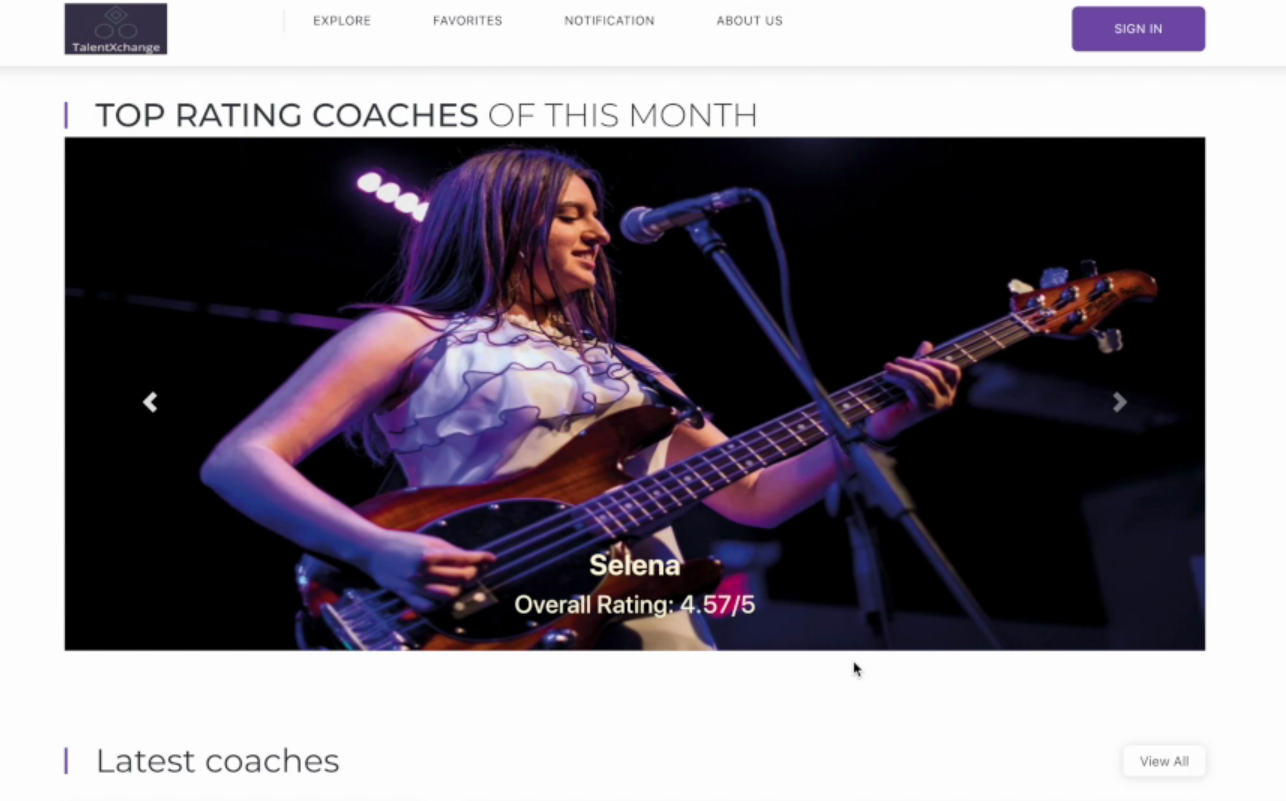 TalentXchange
EXPLORE FAVORITES NOTIFICATION ABOUT US
SIGN IN
TOP RATING COACHES OF THIS MONTH
Selena
Overall Rating: 4.57/5
Latest coaches
View All